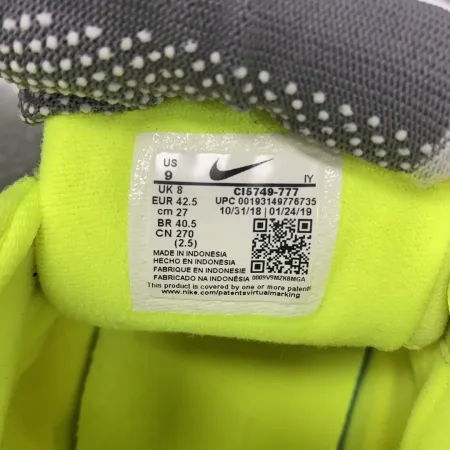 US
9
IY
UK 8
CI5749-777
EUR 42.5
UPC 00193149776735
cm 27
10/31/18 | 01/24/19
BR 40.5
CN 270
(2.5)
MADE IN INDONESIA
HECHO EN INDONESIA
FABRIQUE EN INDONESIE
FABRICADO NA INDONÉSIA
0009V9MZKBMGA
This product is covered by one or more patents
www.nike.com/patentsvirtualmarking